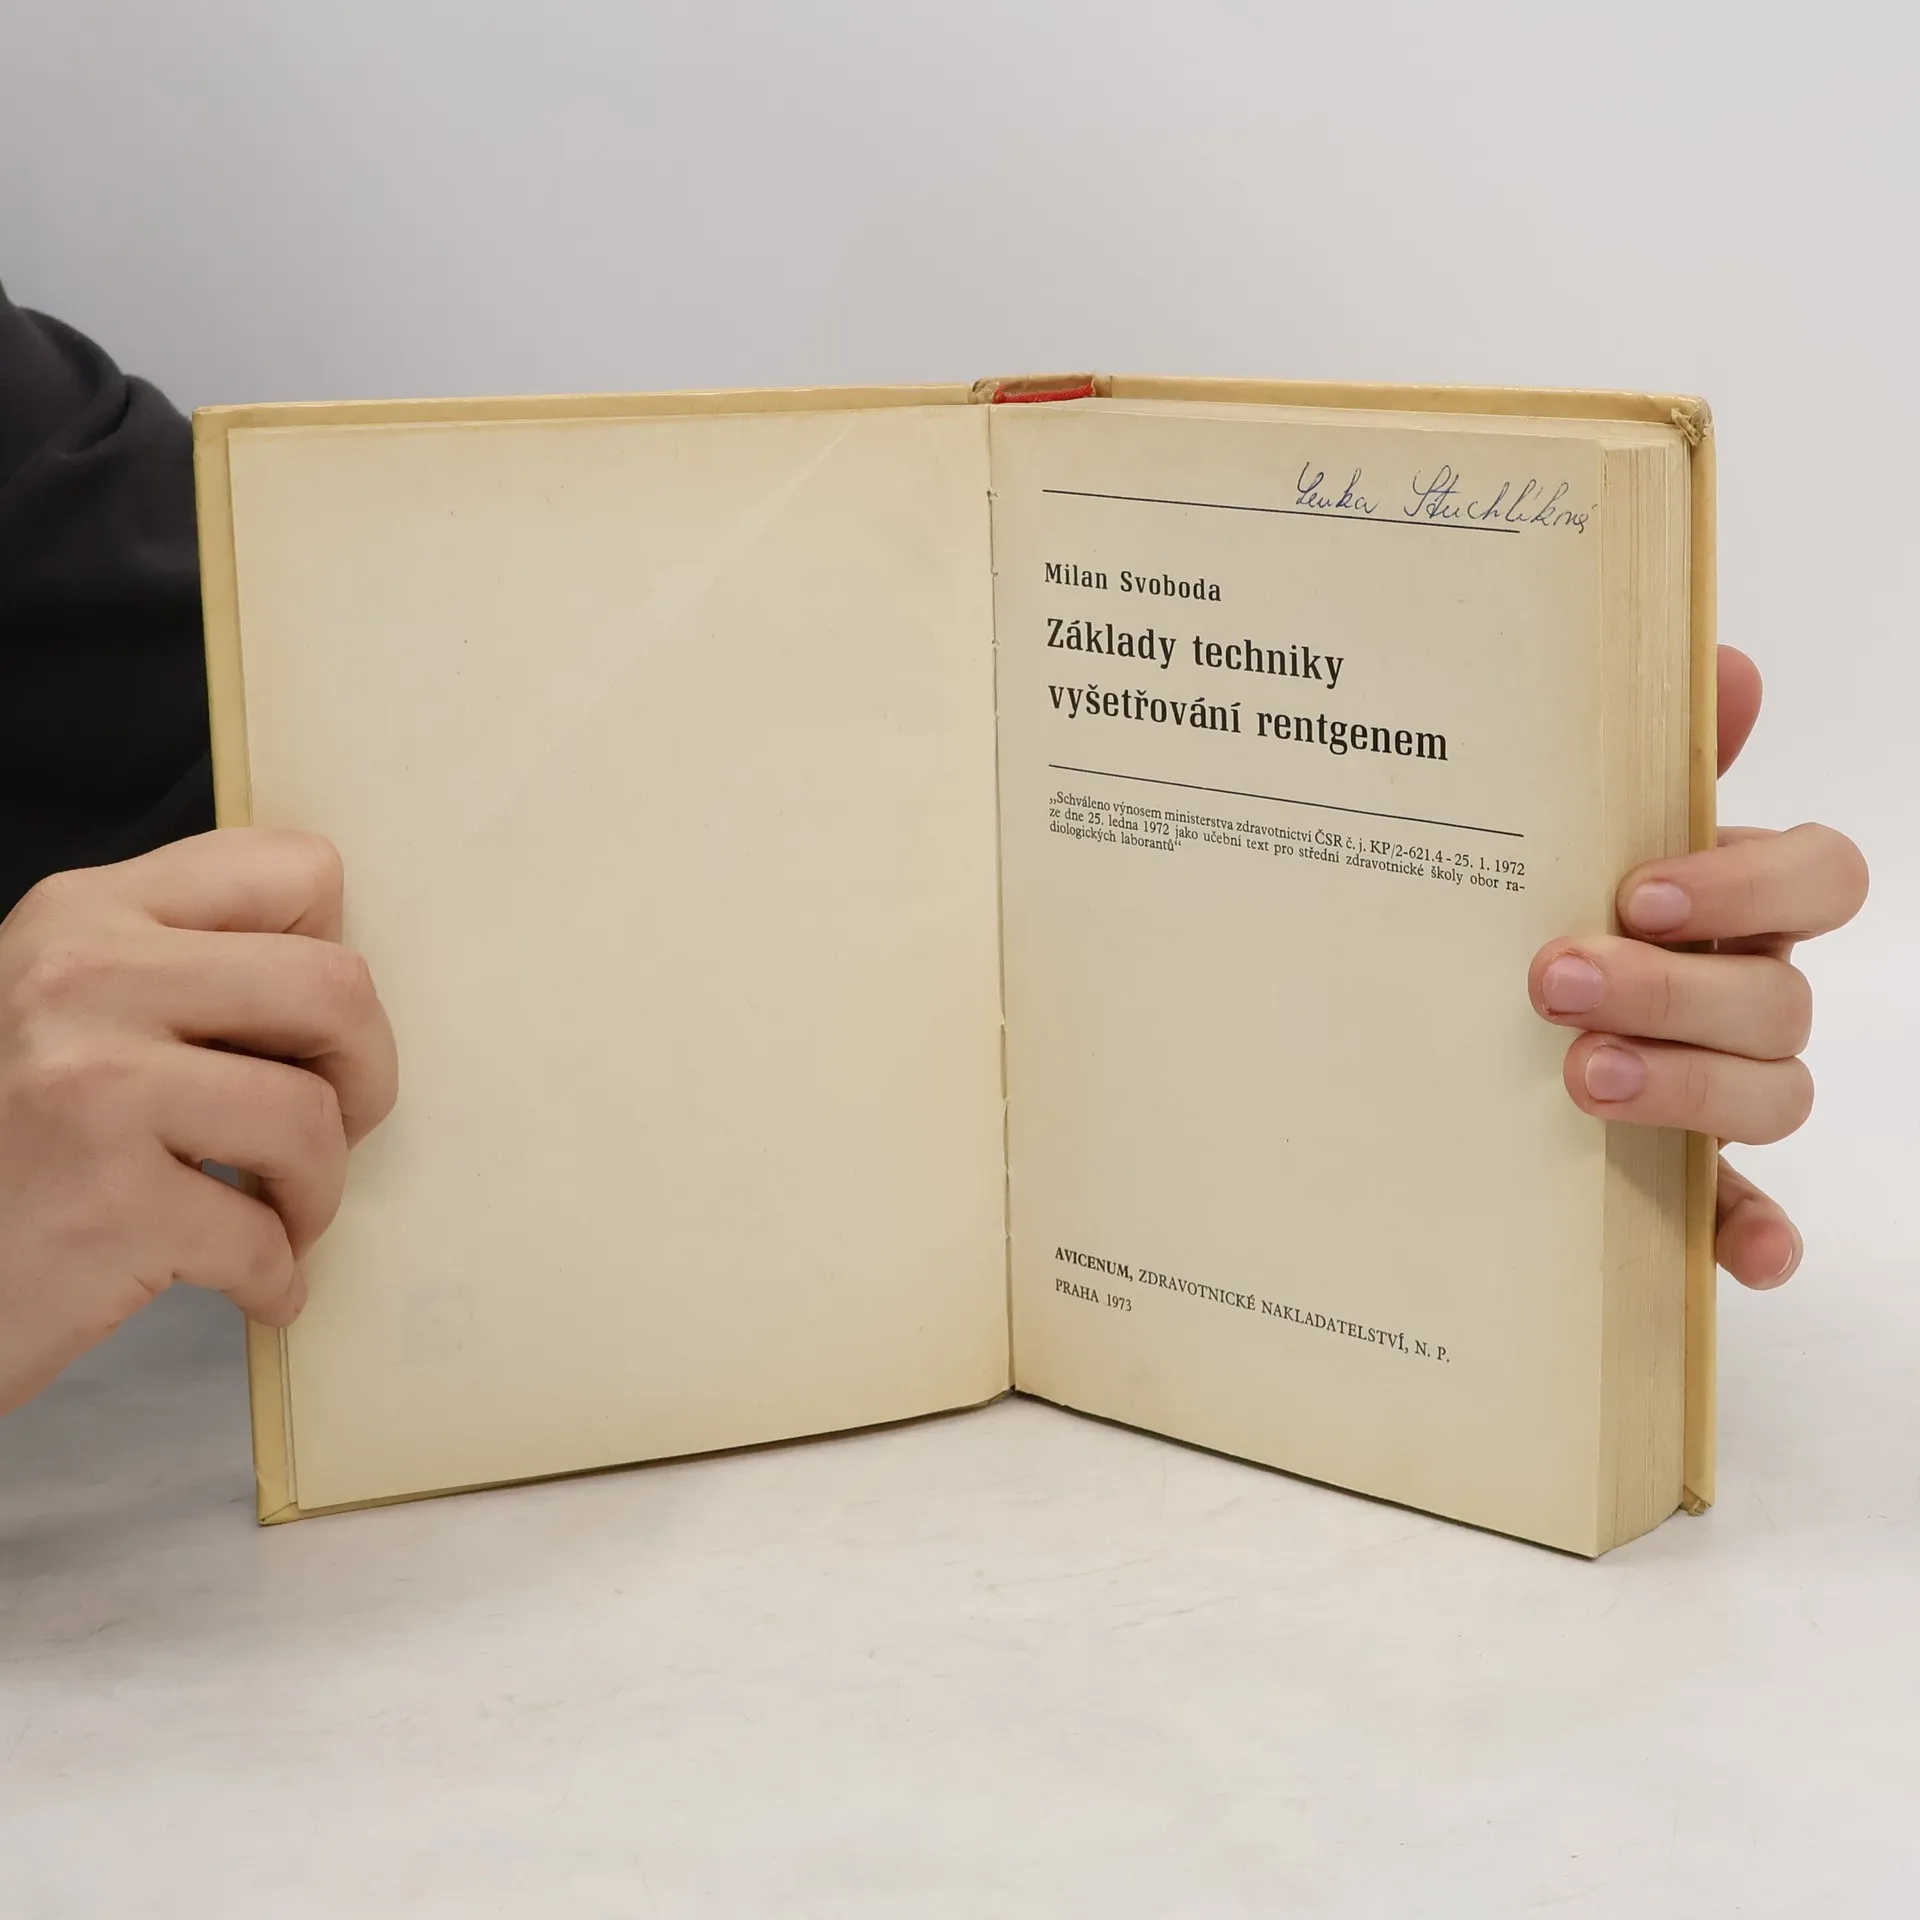 Lenka Stuchlíková
Milan Svoboda
Základy techniky
vyšetřování rentgenem
„Schváleno výnosem ministerstva zdravotnictví ČSR č. j. KP/2-621.4 - 25. 1. 1972
ze dne 25. ledna 1972 jako učební text pro střední zdravotnické školy obor ra-
diologických laborantů“
AVICENUM, ZDRAVOTNICKÉ NAKLADATELSTVÍ, N. P.
PRAHA 1973